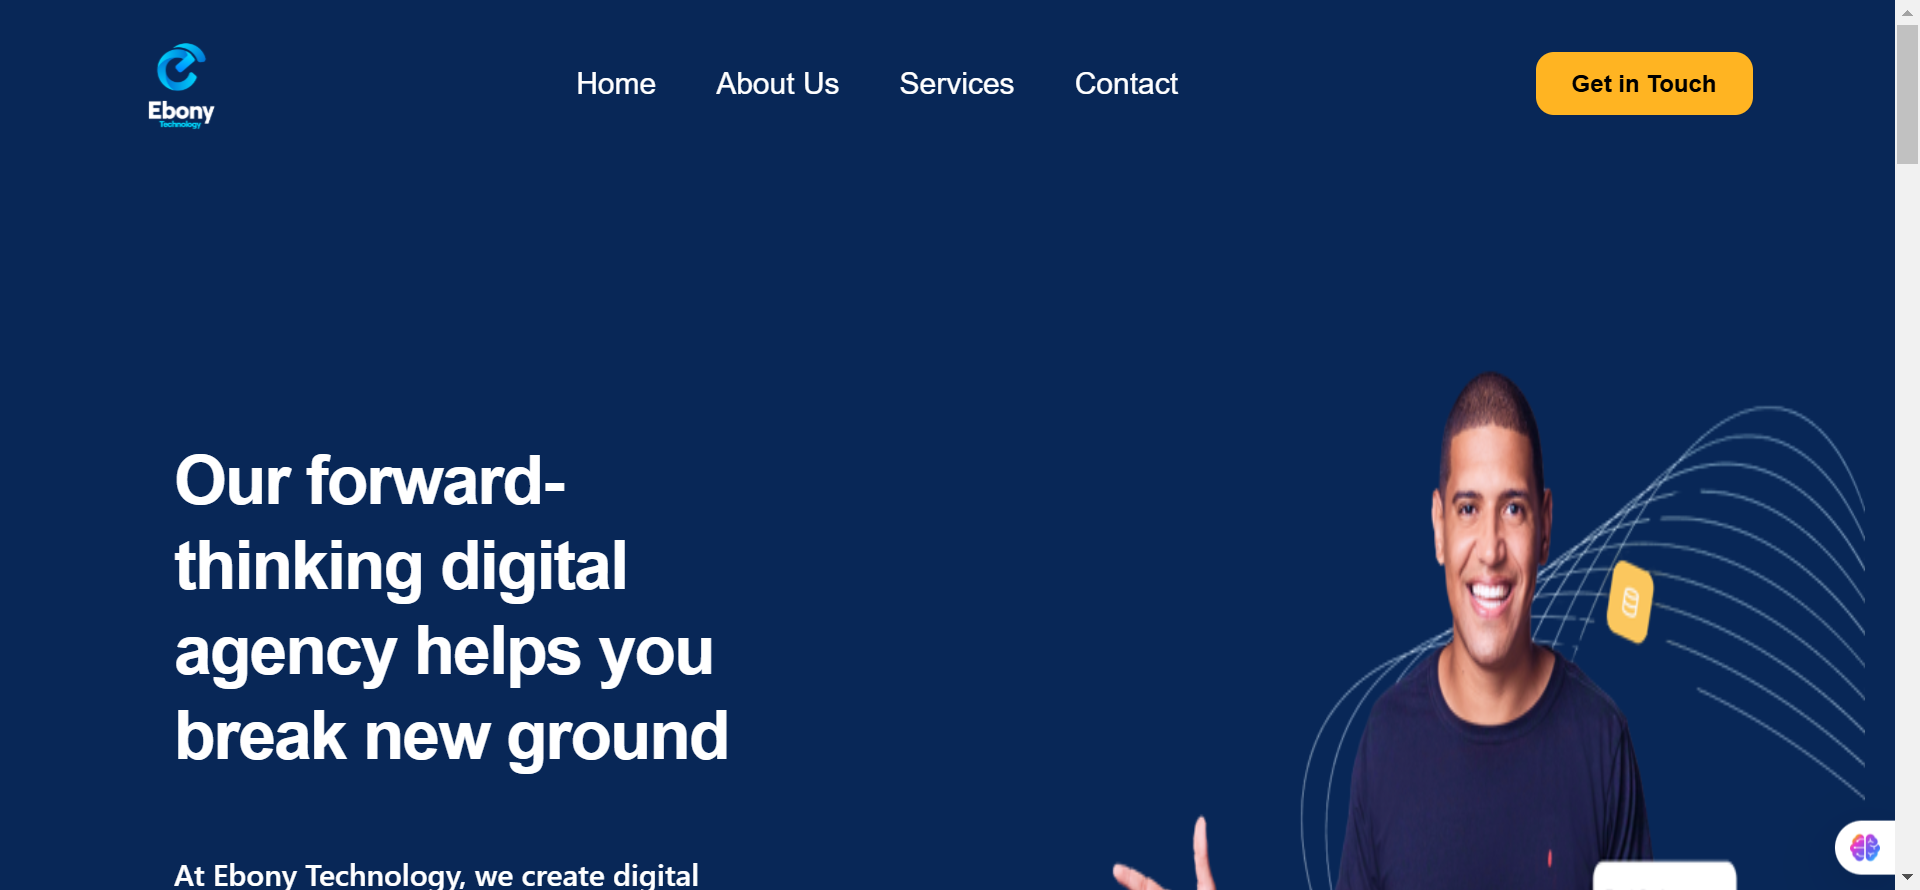 Ebony
Technology
Home
About Us
Services
Contact
Get in Touch
Our forward-
thinking digital
agency helps you
break new ground
At Ebony Technology, we create digital